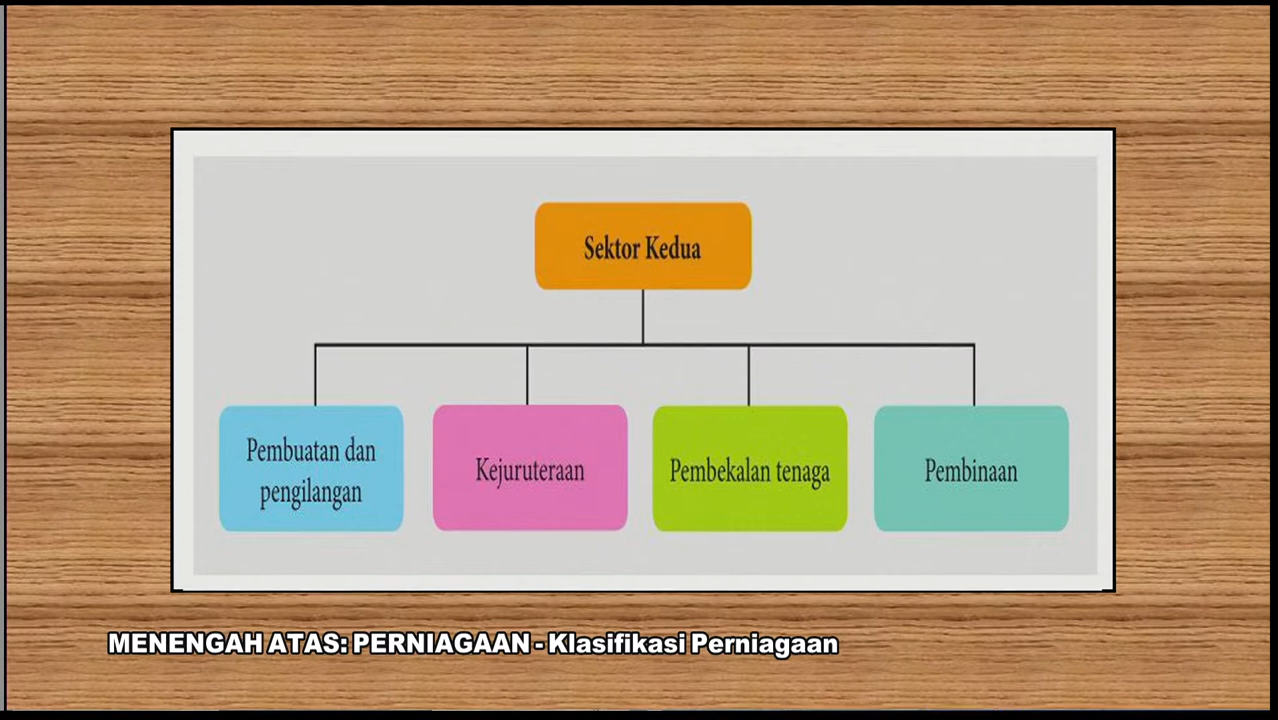 Sektor Kedua
Pembuatan dan
pengilangan
Kejuruteraan
Pembekalan tenaga
Pembinaan
MENENGAH ATAS: PERNIAGAAN - Klasifikasi Perniagaan